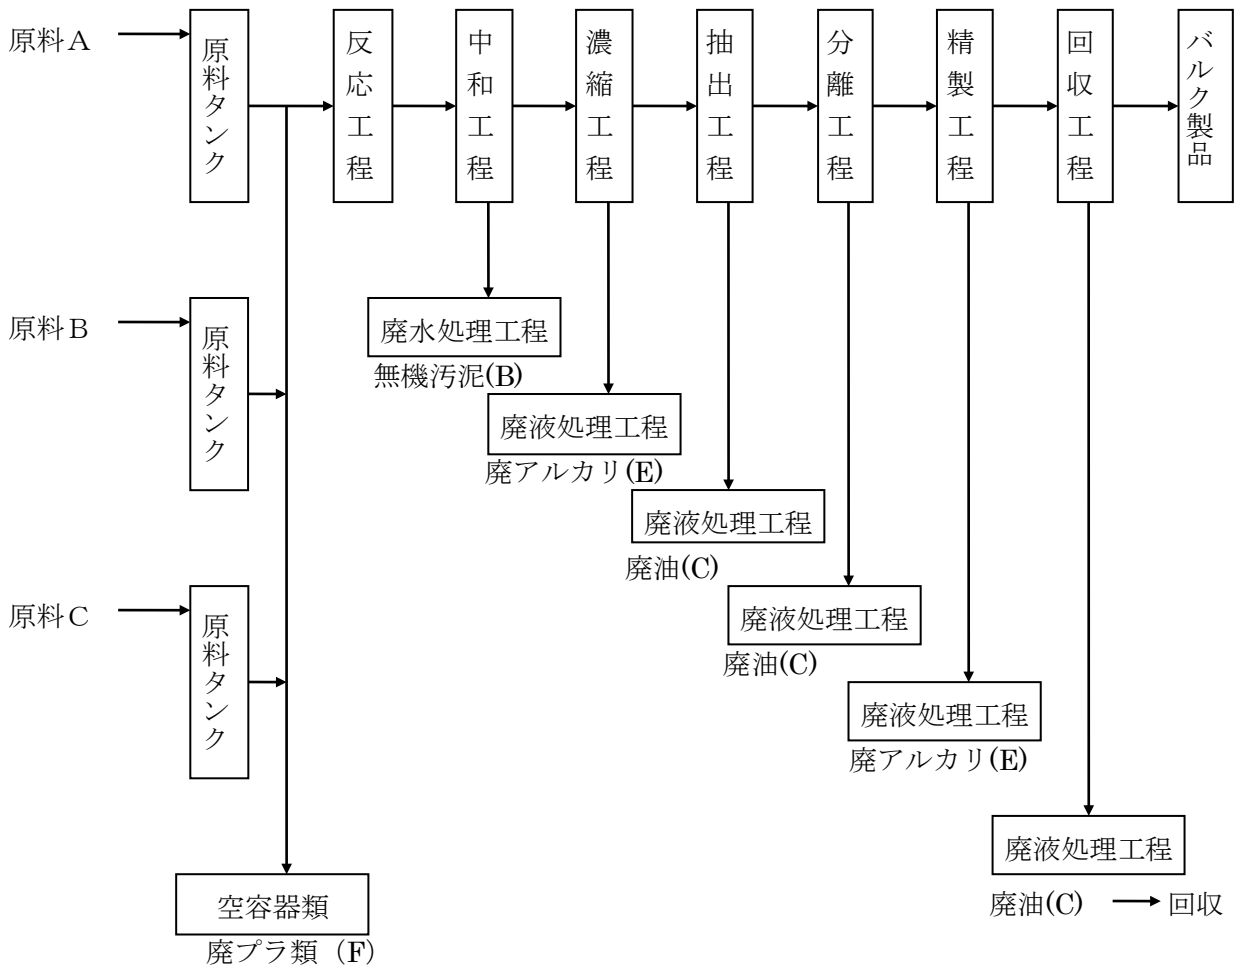 原料Ａ
原料タンク
反応工程
中和工程
濃縮工程
抽出工程
分離工程
精製工程
回収工程
バルク製品
原料Ｂ
原料タンク
廃水処理工程
無機汚泥(B)
廃液処理工程
廃アルカリ(E)
廃液処理工程
廃油(C)
原料Ｃ
原料タンク
廃液処理工程
廃油(C)
廃液処理工程
廃アルカリ(E)
廃液処理工程
廃油(C) 回収
空容器類
廃プラ類（F）